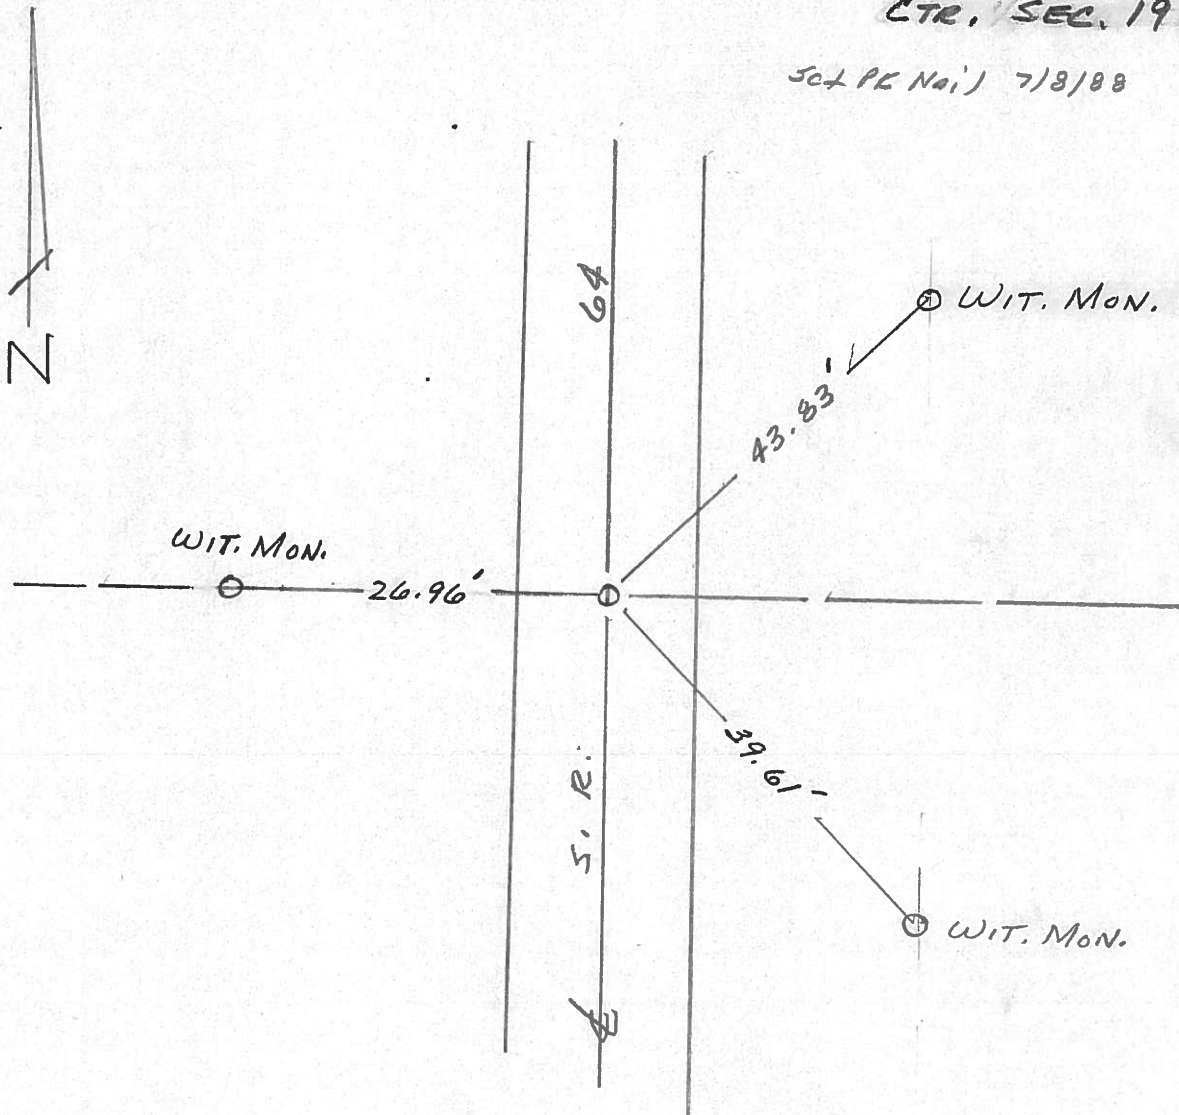 CTR. SEC. 19
Set PK Nail 7/8/88
64
WIT. MON.
43.83'
WIT. MON.
26.96'
39.61'
S. R.
WIT. MON.
℄
N